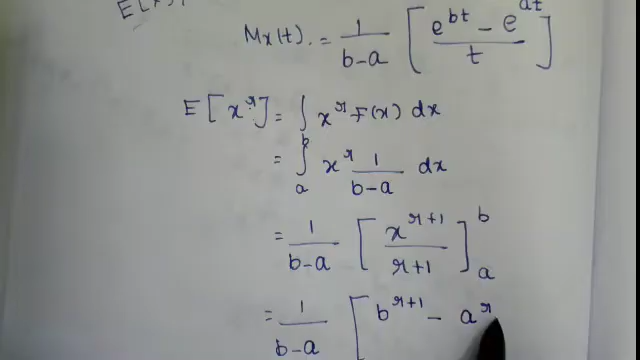 E[x
Mx(t). = 1/(b-a) [ (e^bt - e^at)/t ]
E[x^r] = ∫ x^r F(x) dx
= ∫_a^b x^r 1/(b-a) dx
= 1/(b-a) [ x^(r+1)/(r+1) ]_a^b
= 1/(b-a) [ b^(r+1) - a^r